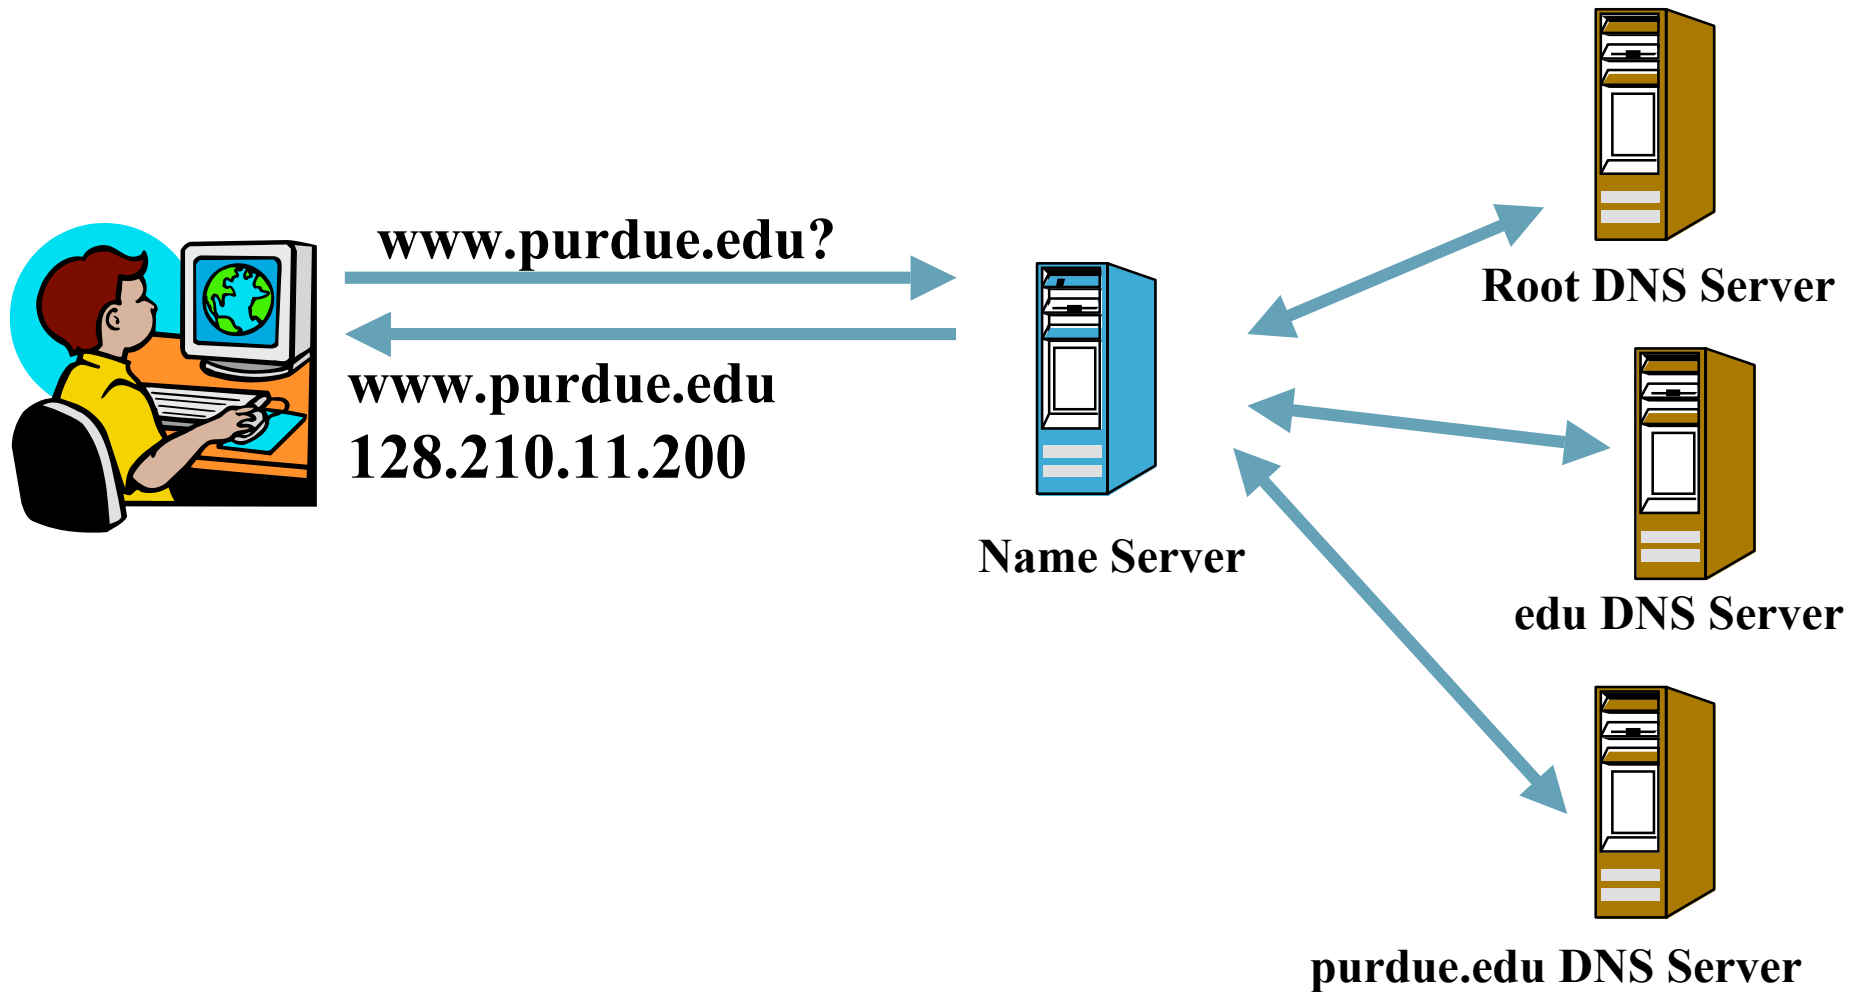 www.purdue.edu?
www.purdue.edu
128.210.11.200
Name Server
Root DNS Server
edu DNS Server
purdue.edu DNS Server